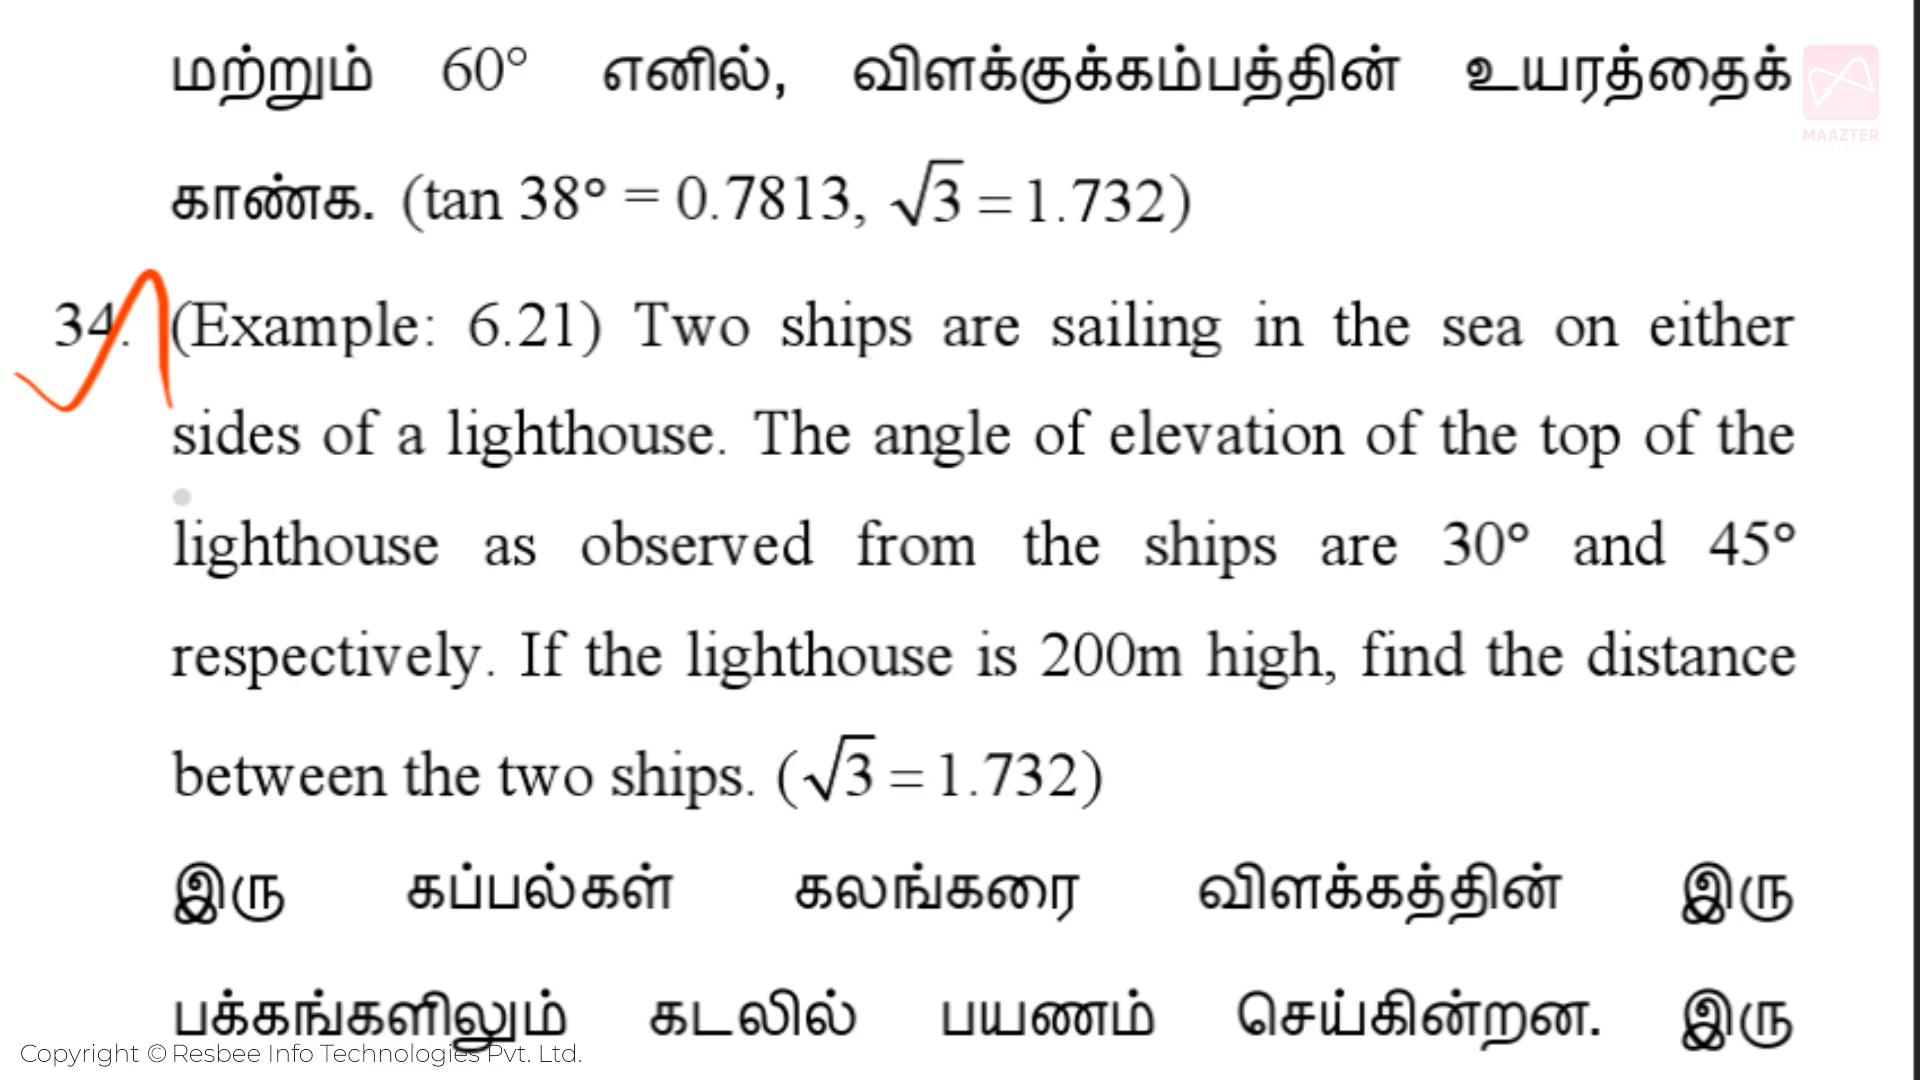 மற்றும் 60° எனில், விளக்குக்கம்பத்தின் உயரத்தைக்
MAAZTER
காண்க. (tan 38° = 0.7813, √3 = 1.732)
34. (Example: 6.21) Two ships are sailing in the sea on either
sides of a lighthouse. The angle of elevation of the top of the
lighthouse as observed from the ships are 30° and 45°
respectively. If the lighthouse is 200m high, find the distance
between the two ships. (√3 = 1.732)
இரு கப்பல்கள் கலங்கரை விளக்கத்தின் இரு
பக்கங்களிலும் கடலில் பயணம் செய்கின்றன. இரு
Copyright © Resbee Info Technologies Pvt. Ltd.